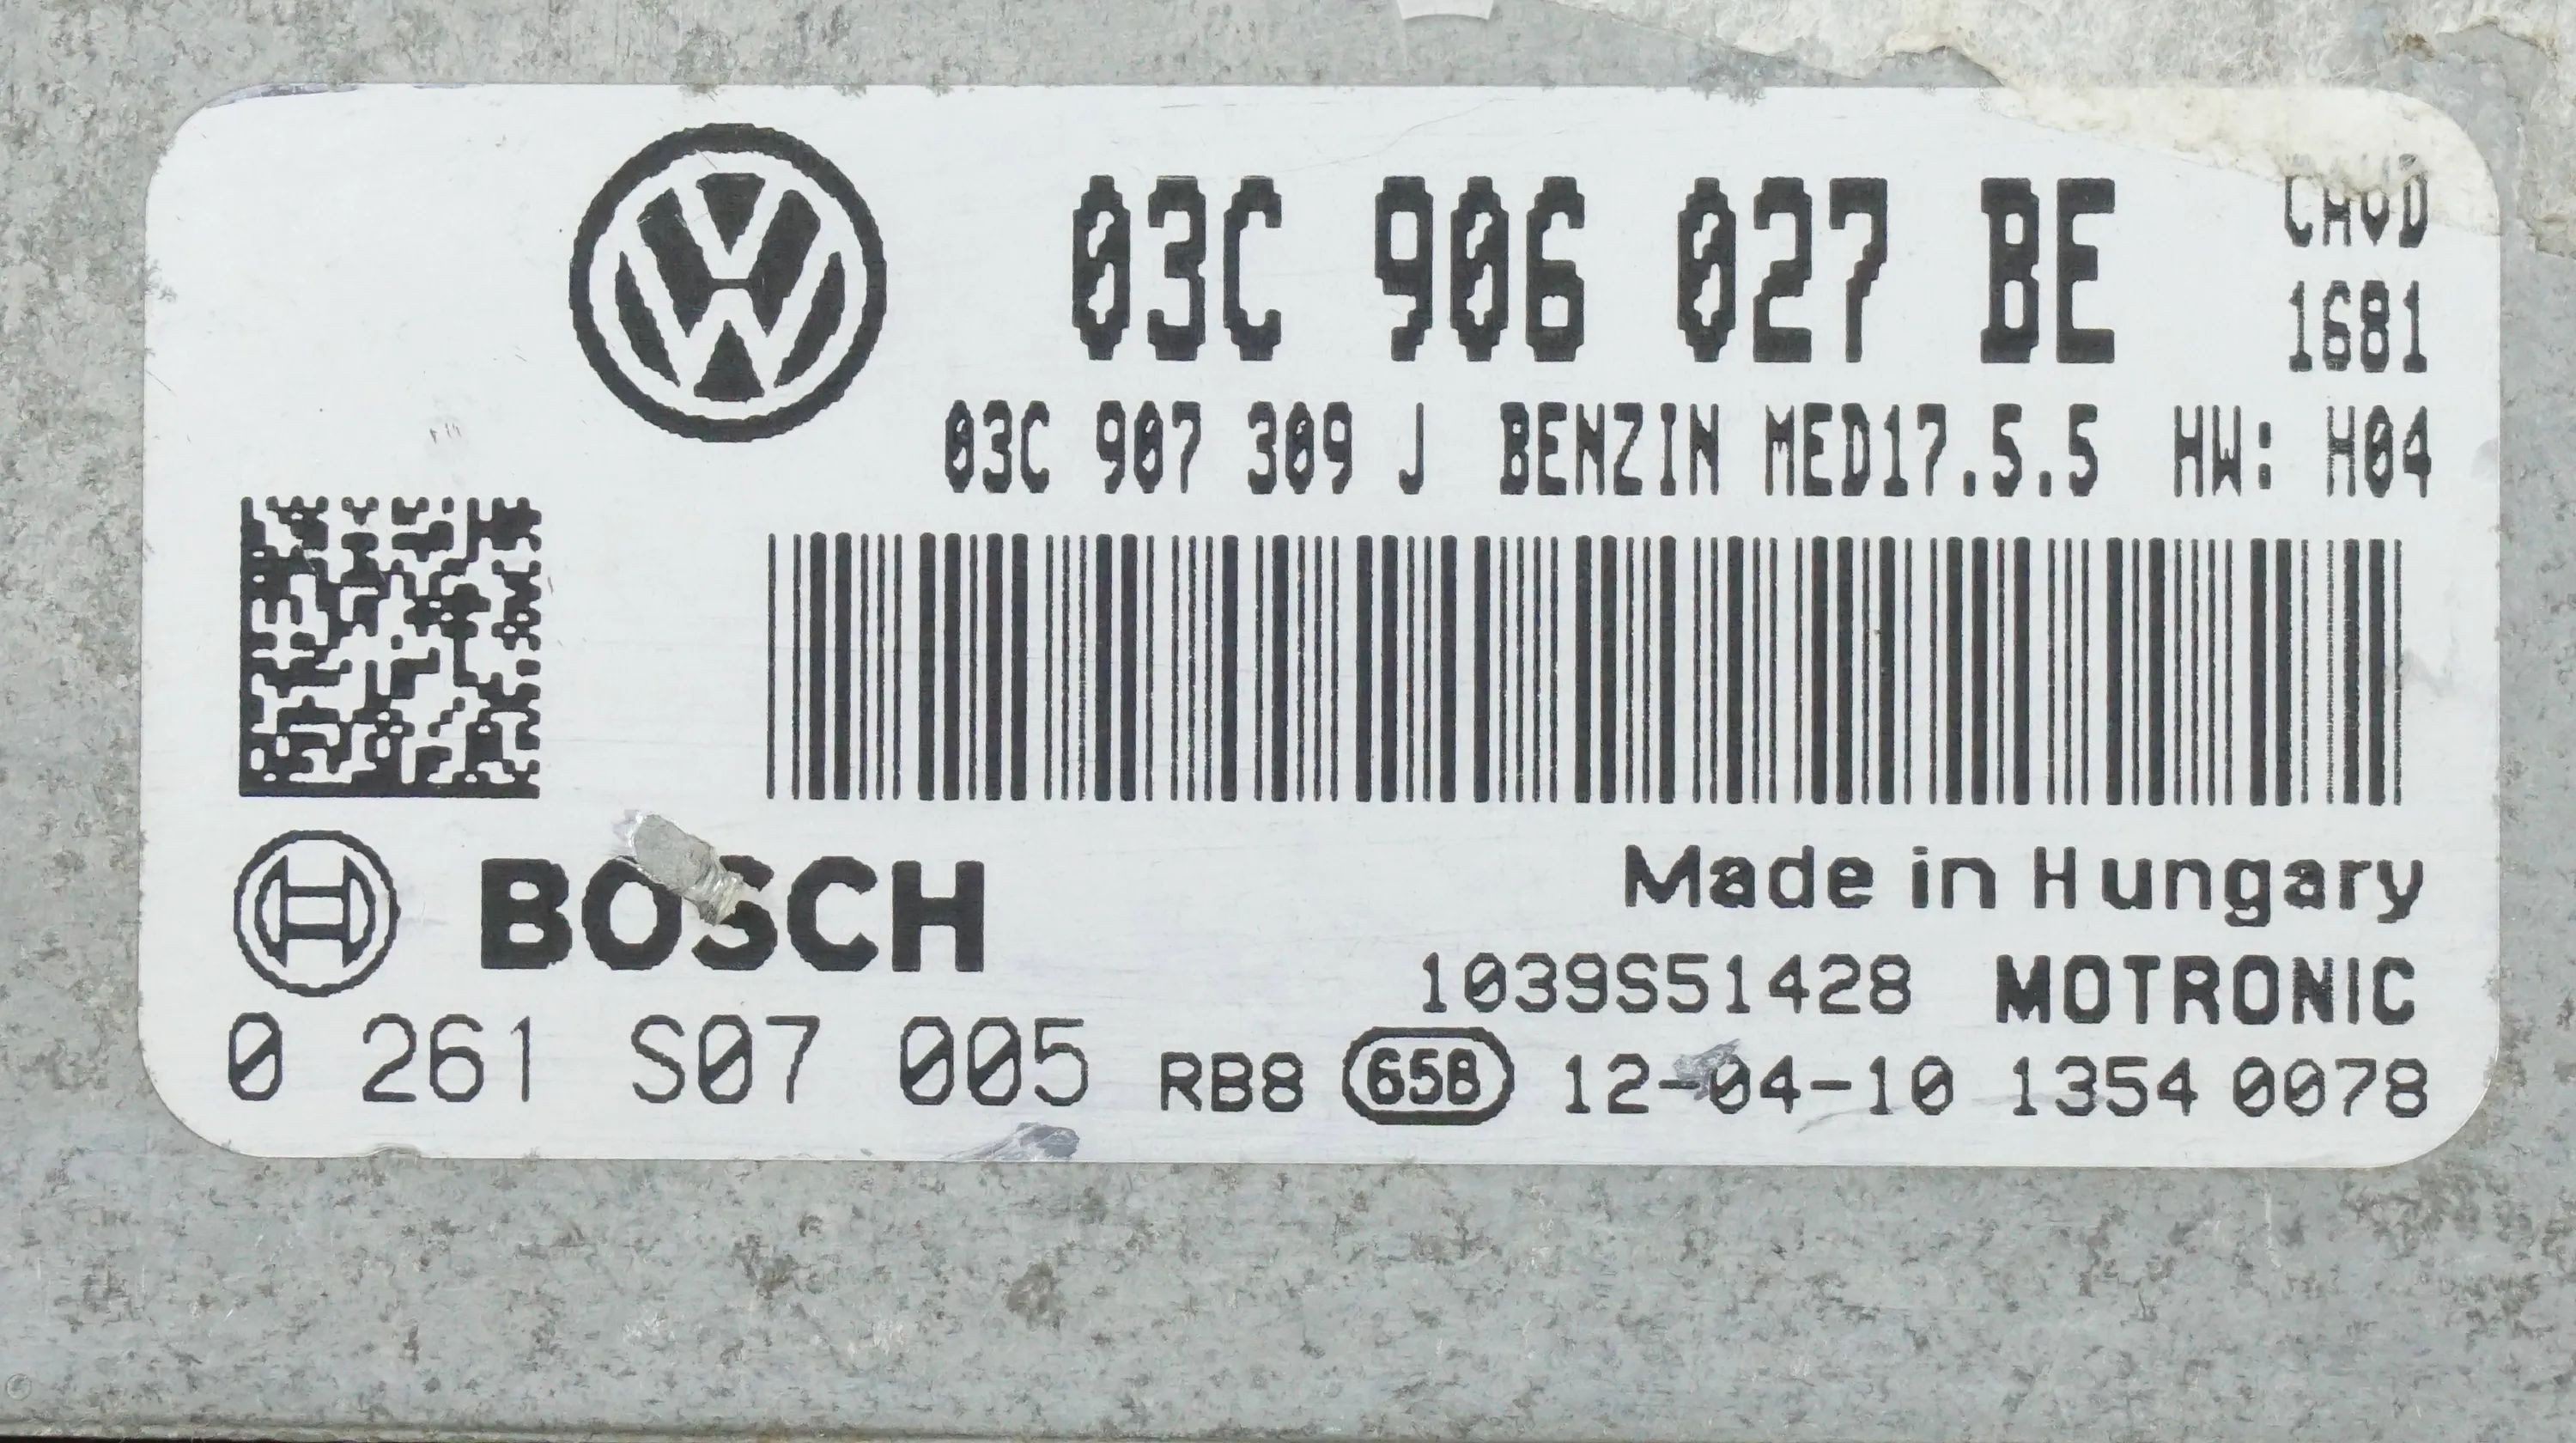 03C 906 027 BE
CAVD
1681
03C 907 309 J BENZIN MED17.5.5 HW: H04
BOSCH
Made in Hungary
1039S51428 MOTRONIC
0 261 S07 005 RB8 65B 12-04-10 1354 0078